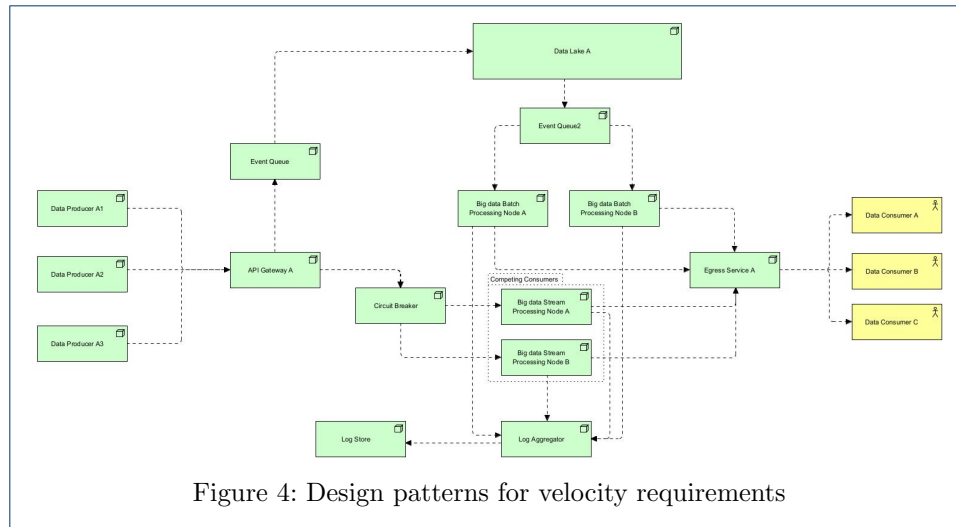 Data Lake A
Event Queue2
Event Queue
Big data Batch
Processing Node A
Big data Batch
Processing Node B
Data Producer A1
Data Consumer A
Data Producer A2
API Gateway A
Egress Service A
Data Consumer B
Competing Consumers
Circuit Breaker
Big data Stream
Processing Node A
Data Consumer C
Data Producer A3
Big data Stream
Processing Node B
Log Store
Log Aggregator
Figure 4: Design patterns for velocity requirements